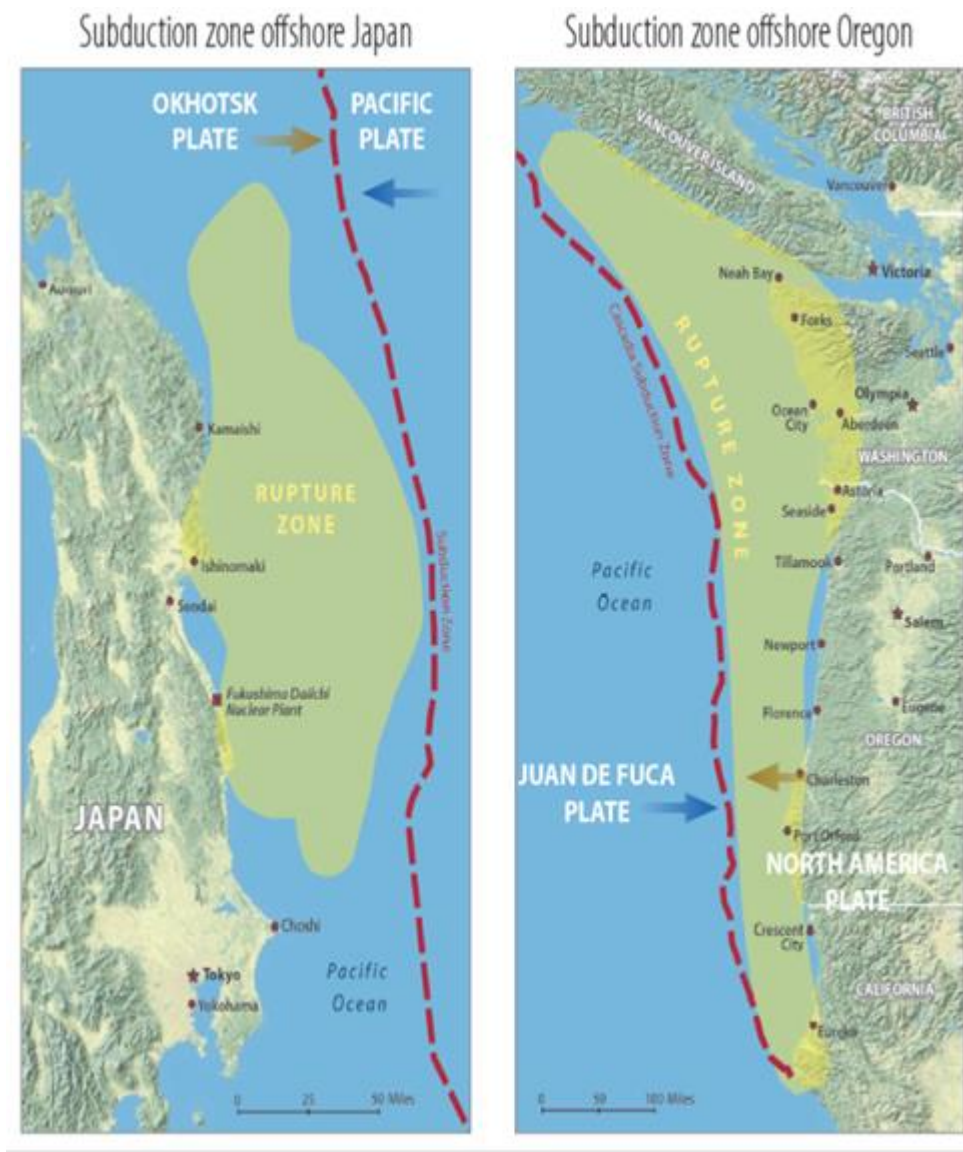 Subduction zone offshore Japan
OKHOTSK
PLATE
PACIFIC
PLATE
Aomori
Kamaishi
RUPTURE
ZONE
Ishinomaki
Sendai
Subduction Zone
Fukushima Daiichi
Nuclear Plant
JAPAN
Choshi
Pacific
Ocean
Tokyo
Yokohama
0 25 50 Miles
Subduction zone offshore Oregon
BRITISH
COLUMBIA
VANCOUVER ISLAND
Vancouver
Victoria
Neah Bay
Forks
Seattle
RUPTURE ZONE
Cascadia Subduction Zone
Olympia
Ocean
City
Aberdeen
WASHINGTON
Astoria
Seaside
Tillamook
Portland
Pacific
Ocean
Salem
Newport
Florence
Eugene
OREGON
JUAN DE FUCA
PLATE
Charleston
Port Orford
NORTH AMERICA
PLATE
Crescent
City
CALIFORNIA
Eureka
0 50 100 Miles